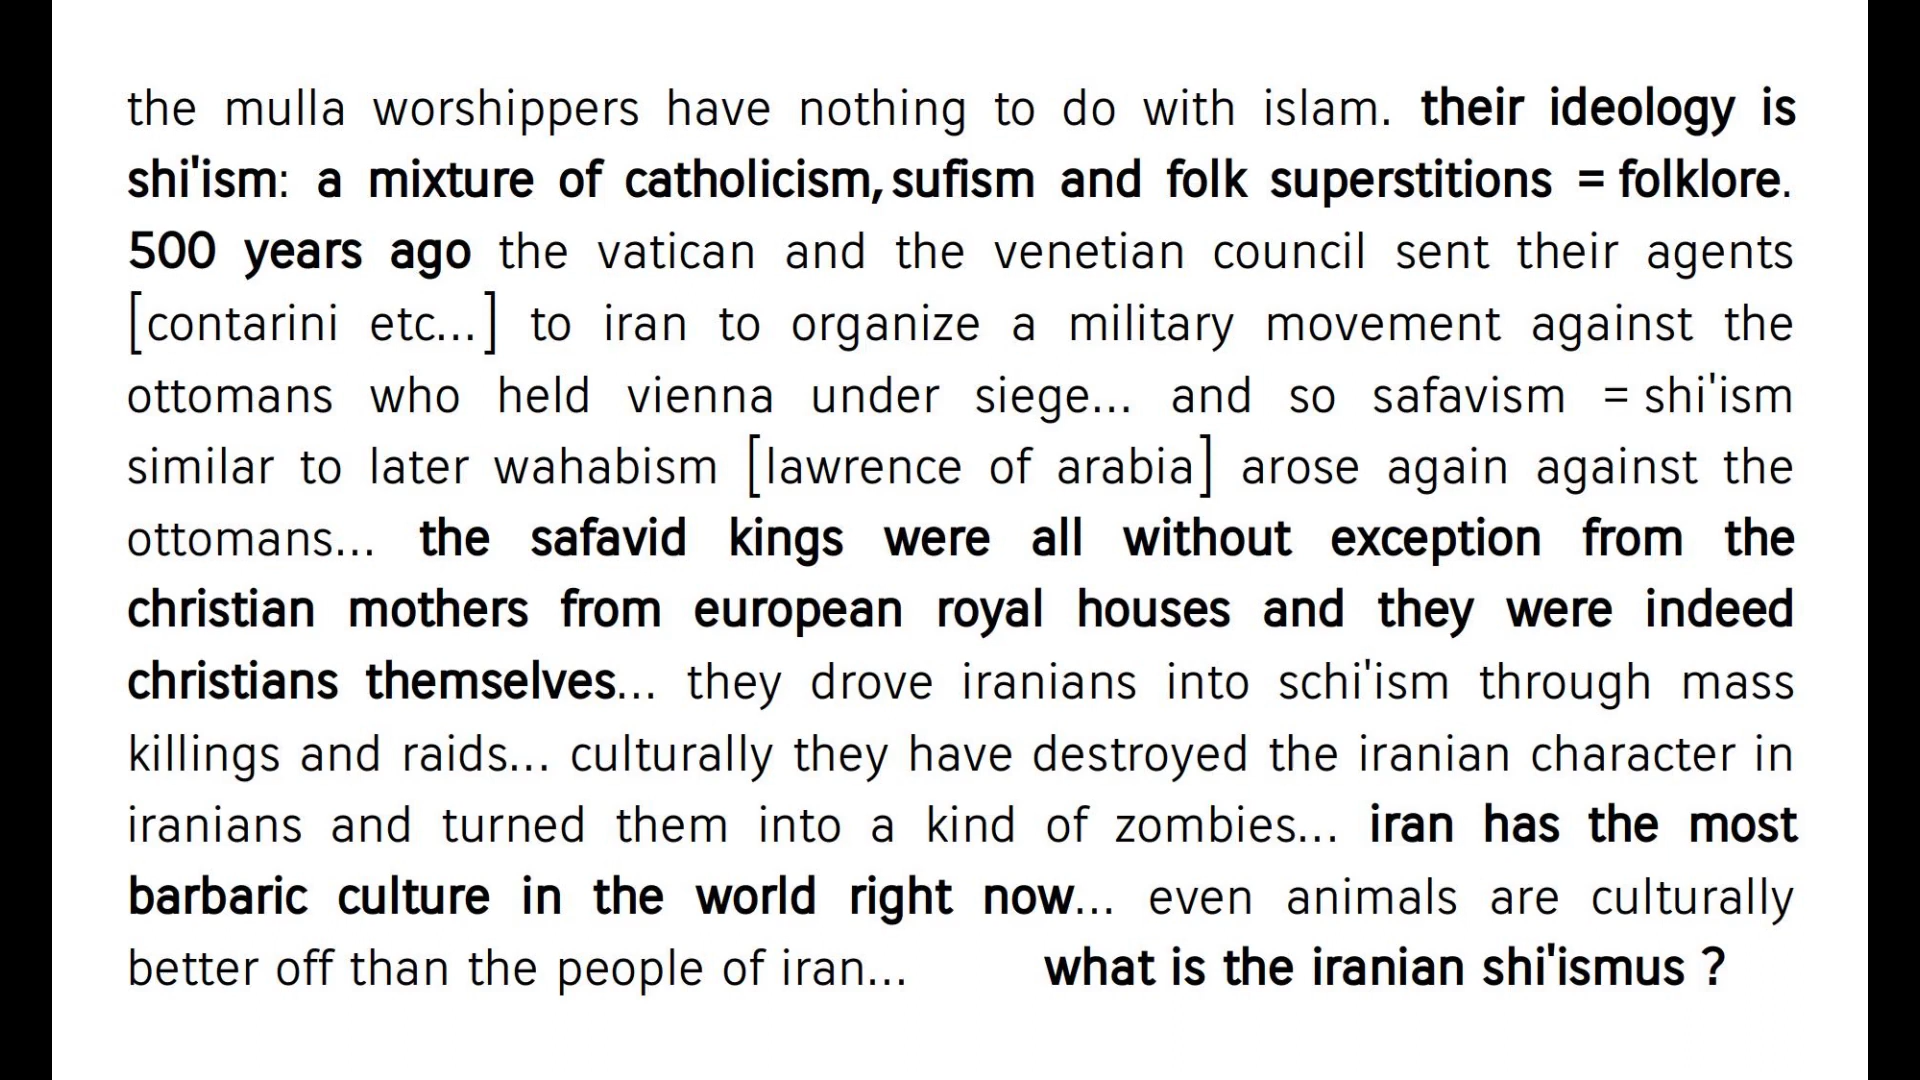 the mulla worshippers have nothing to do with islam. their ideology is
shi'ism: a mixture of catholicism, sufism and folk superstitions = folklore.
500 years ago the vatican and the venetian council sent their agents
[contarini etc...] to iran to organize a military movement against the
ottomans who held vienna under siege... and so safavism = shi'ism
similar to later wahabism [lawrence of arabia] arose again against the
ottomans... the safavid kings were all without exception from the
christian mothers from european royal houses and they were indeed
christians themselves... they drove iranians into schi'ism through mass
killings and raids... culturally they have destroyed the iranian character in
iranians and turned them into a kind of zombies... iran has the most
barbaric culture in the world right now... even animals are culturally
better off than the people of iran... what is the iranian shi'ismus ?